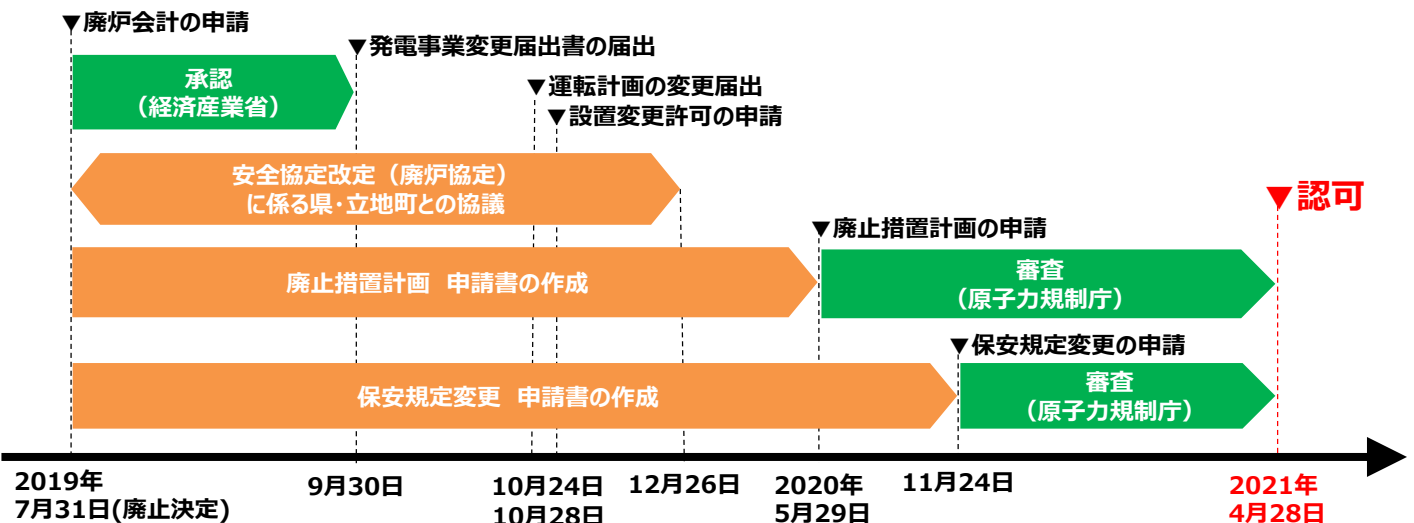 ▼廃炉会計の申請
▼発電事業変更届出書の届出
承認
（経済産業省）
▼運転計画の変更届出
▼設置変更許可の申請
安全協定改定（廃炉協定）
に係る県・立地町との協議
▼認可
▼廃止措置計画の申請
廃止措置計画　申請書の作成
審査
（原子力規制庁）
▼保安規定変更の申請
保安規定変更　申請書の作成
審査
（原子力規制庁）
2019年
7月31日(廃止決定)
9月30日
10月24日
10月28日
12月26日
2020年
5月29日
11月24日
2021年
4月28日